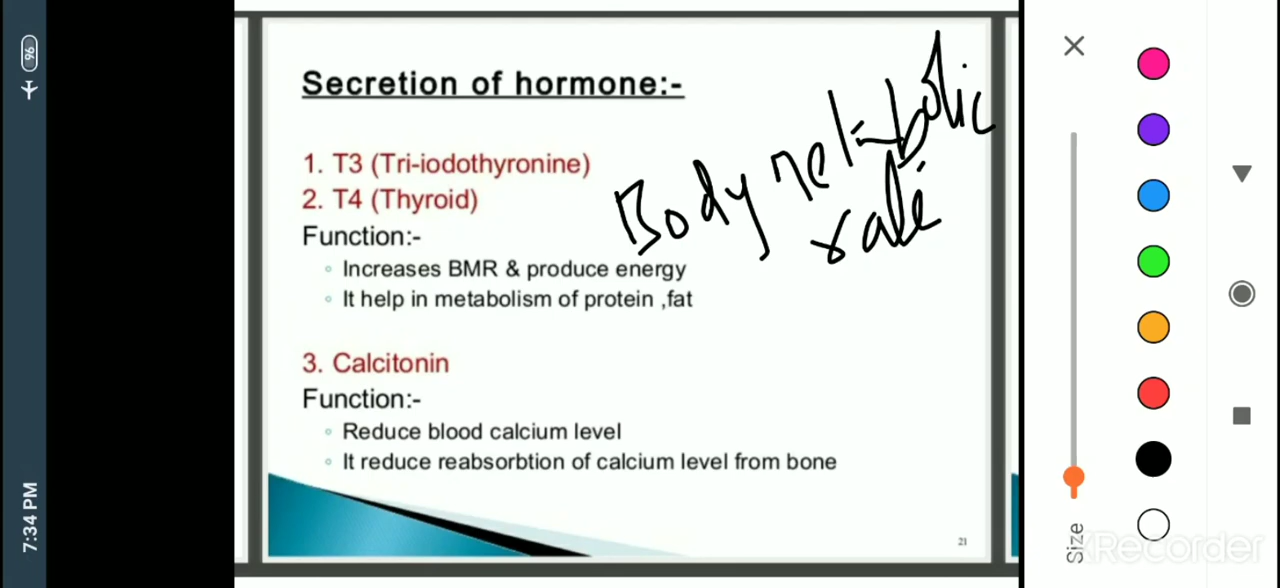 Secretion of hormone:-
1. T3 (Tri-iodothyronine)
2. T4 (Thyroid)
Function:-
Increases BMR & produce energy
It help in metabolism of protein ,fat
3. Calcitonin
Function:-
Reduce blood calcium level
It reduce reabsorbtion of calcium level from bone
21
Body metabolic
rate
96
7:34 PM
Size
XRecorder